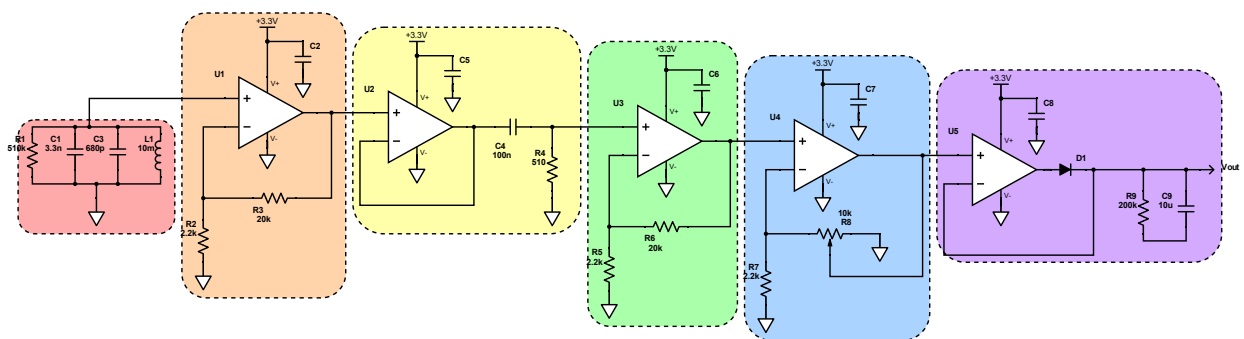 R1
510k
C1
3.3n
C3
680p
L1
10m
+3.3V
C2
U1
V+
V-
R3
20k
R2
2.2k
+3.3V
C5
U2
V+
V-
C4
100n
R4
510
+3.3V
C6
U3
V+
V-
R6
20k
R5
2.2k
+3.3V
C7
U4
V+
V-
10k
R8
R7
2.2k
+3.3V
C8
U5
V+
V-
D1
R9
200k
C9
10u
Vout